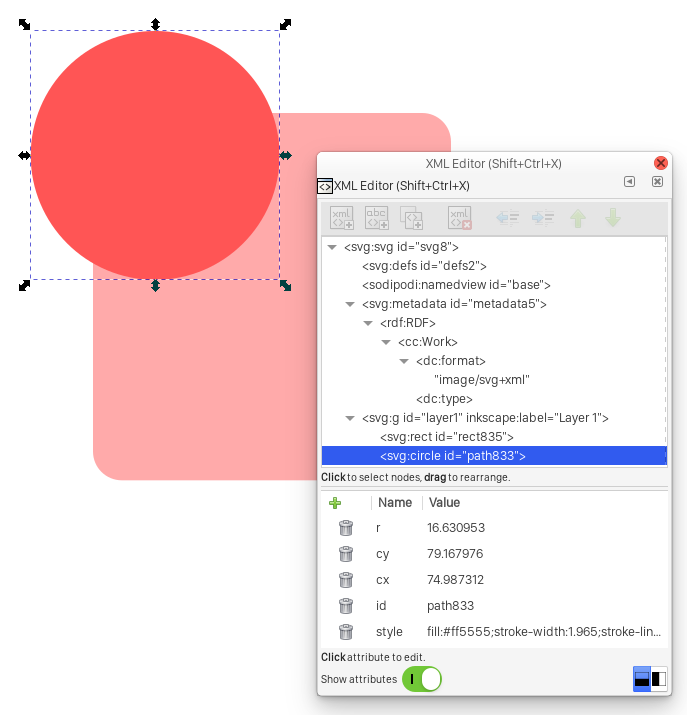 XML Editor (Shift+Ctrl+X)
XML Editor (Shift+Ctrl+X)
xml abc xml
<svg:svg id="svg8">
<svg:defs id="defs2">
<sodipodi:namedview id="base">
<svg:metadata id="metadata5">
<rdf:RDF>
<cc:Work>
<dc:format>
"image/svg+xml"
<dc:type>
<svg:g id="layer1" inkscape:label="Layer 1">
<svg:rect id="rect835">
<svg:circle id="path833">
Click to select nodes, drag to rearrange.
Name Value
r 16.630953
cy 79.167976
cx 74.987312
id path833
style fill:#ff5555;stroke-width:1.965;stroke-lin...
Click attribute to edit.
Show attributes